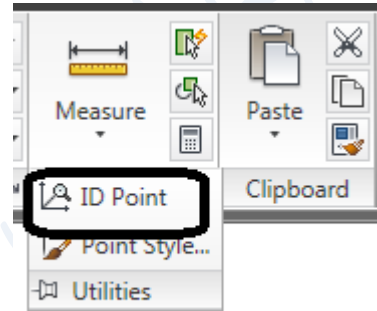 Measure
Paste
ID Point
Clipboard
Point Style...
Utilities